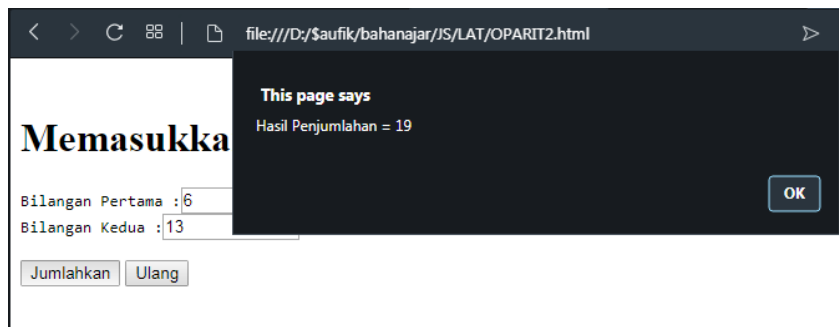 file:///D:/$aufik/bahanajar/JS/LAT/OPARIT2.html
This page says
Hasil Penjumlahan = 19
OK
Memasukka
Bilangan Pertama :6
Bilangan Kedua :13
Jumlahkan Ulang